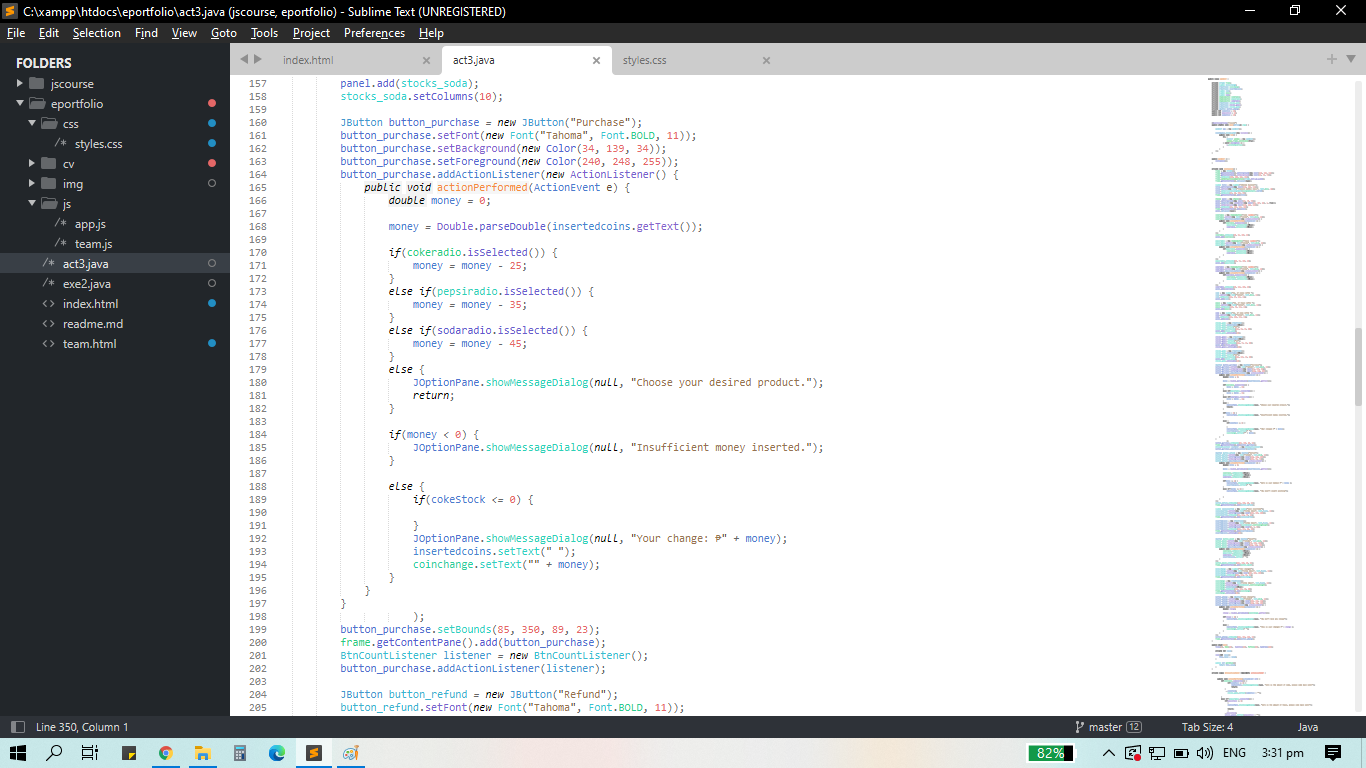 C:\xampp\htdocs\eportfolio\act3.java (jscourse, eportfolio) - Sublime Text (UNREGISTERED)
File Edit Selection Find View Goto Tools Project Preferences Help
FOLDERS
jscourse
eportfolio
css
/* styles.css
cv
img
js
/* app.js
/* team.js
/* act3.java
/* exe2.java
<> index.html
<> readme.md
<> team.html
index.html act3.java styles.css
157 panel.add(stocks_soda);
158 stocks_soda.setColumns(10);
159
160 JButton button_purchase = new JButton("Purchase");
161 button_purchase.setFont(new Font("Tahoma", Font.BOLD, 11));
162 button_purchase.setBackground(new Color(34, 139, 34));
163 button_purchase.setForeground(new Color(240, 248, 255));
164 button_purchase.addActionListener(new ActionListener() {
165 public void actionPerformed(ActionEvent e) {
166 double money = 0;
167
168 money = Double.parseDouble(insertedcoins.getText());
169
170 if(cokeradio.isSelected()) {
171 money = money - 25;
172 }
173 else if(pepsiradio.isSelected()) {
174 money = money - 35;
175 }
176 else if(sodaradio.isSelected()) {
177 money = money - 45;
178 }
179 else {
180 JOptionPane.showMessageDialog(null, "Choose your desired product.");
181 return;
182 }
183
184 if(money < 0) {
185 JOptionPane.showMessageDialog(null, "Insufficient money inserted.");
186 }
187
188 else {
189 if(cokeStock <= 0) {
190
191 }
192 JOptionPane.showMessageDialog(null, "Your change: ₱" + money);
193 insertedcoins.setText(" ");
194 coinchange.setText("" + money);
195 }
196 }
197 }
198 );
199 button_purchase.setBounds(85, 350, 89, 23);
200 frame.getContentPane().add(button_purchase);
201 BtnCountListener listener = new BtnCountListener();
202 button_purchase.addActionListener(listener);
203
204 JButton button_refund = new JButton("Refund");
205 button_refund.setFont(new Font("Tahoma", Font.BOLD, 11));
Line 350, Column 1 master 12 Tab Size: 4 Java
82% ENG 3:31 pm